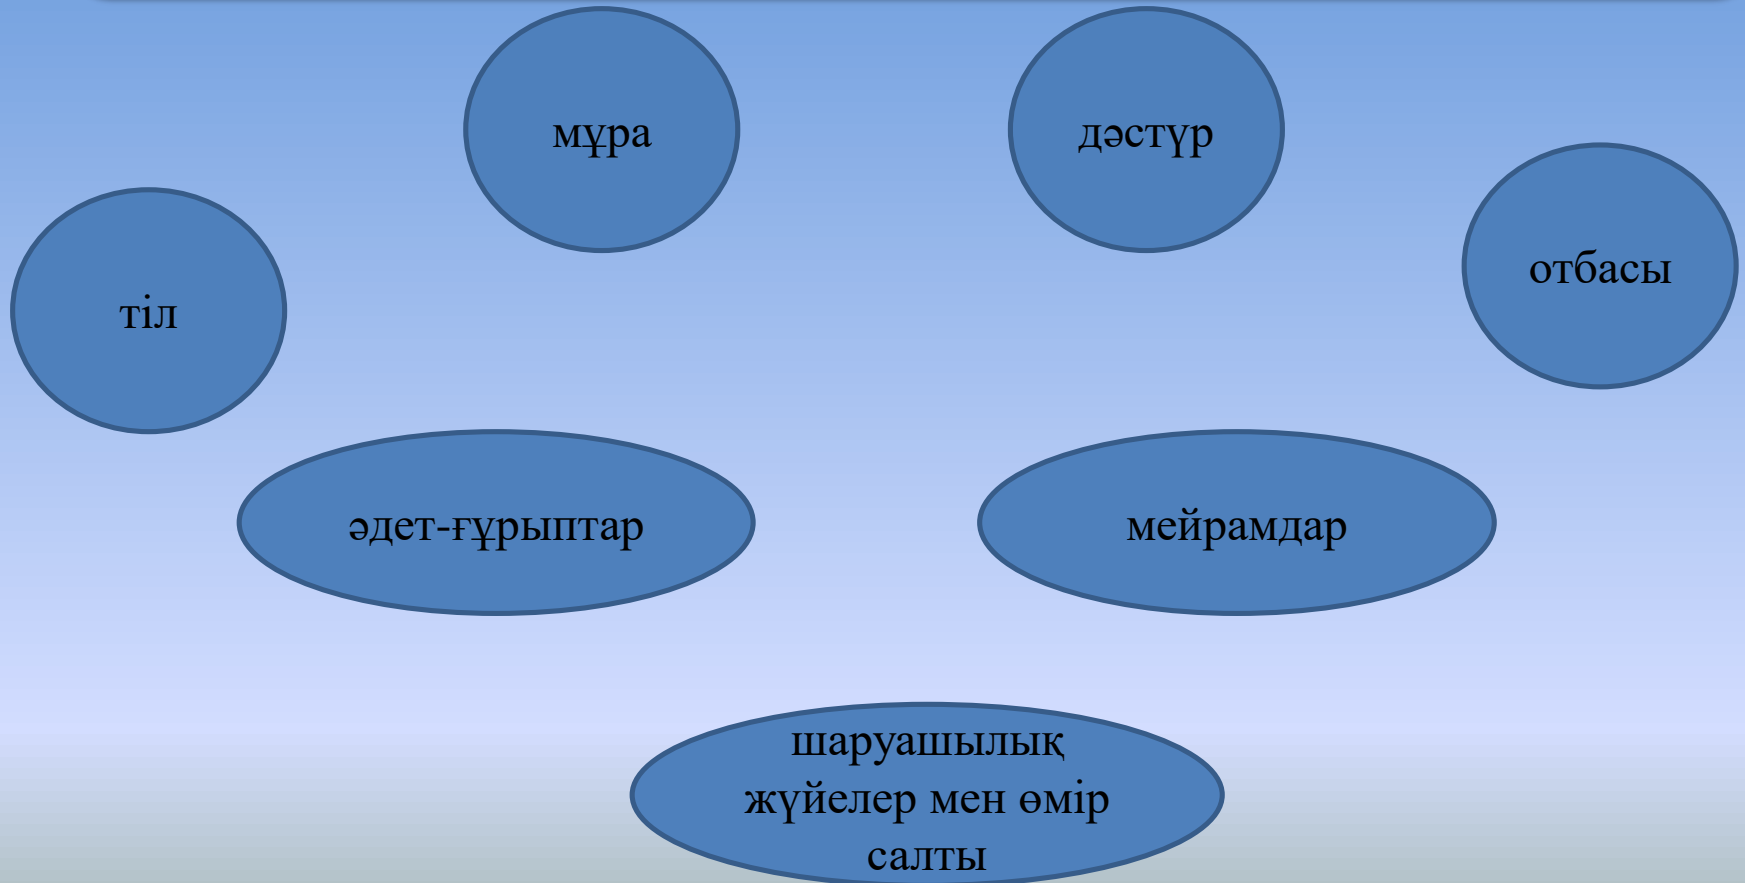 мұра
дәстүр
отбасы
тіл
әдет-ғұрыптар
мейрамдар
шаруашылық
жүйелер мен өмір
салты